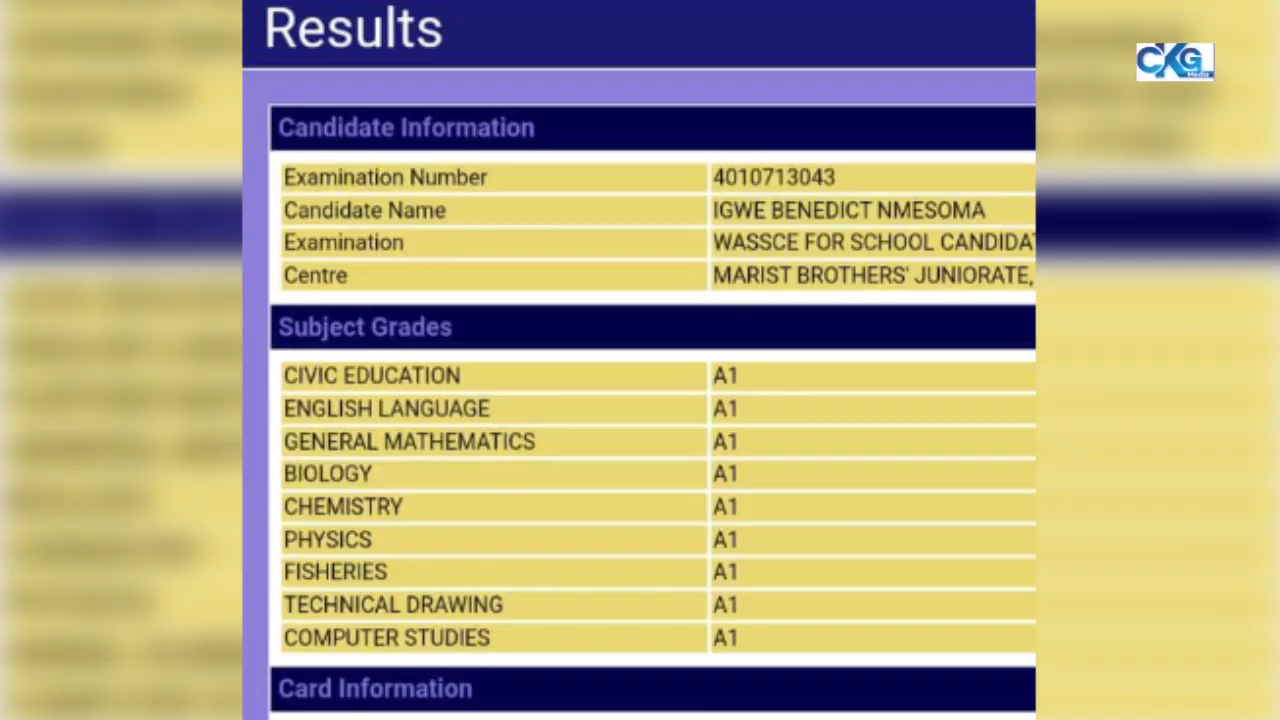 Results
CKG
Media
Candidate Information
Examination Number 4010713043
Candidate Name IGWE BENEDICT NMESOMA
Examination WASSCE FOR SCHOOL CANDIDAT
Centre MARIST BROTHERS' JUNIORATE,
Subject Grades
CIVIC EDUCATION A1
ENGLISH LANGUAGE A1
GENERAL MATHEMATICS A1
BIOLOGY A1
CHEMISTRY A1
PHYSICS A1
FISHERIES A1
TECHNICAL DRAWING A1
COMPUTER STUDIES A1
Card Information